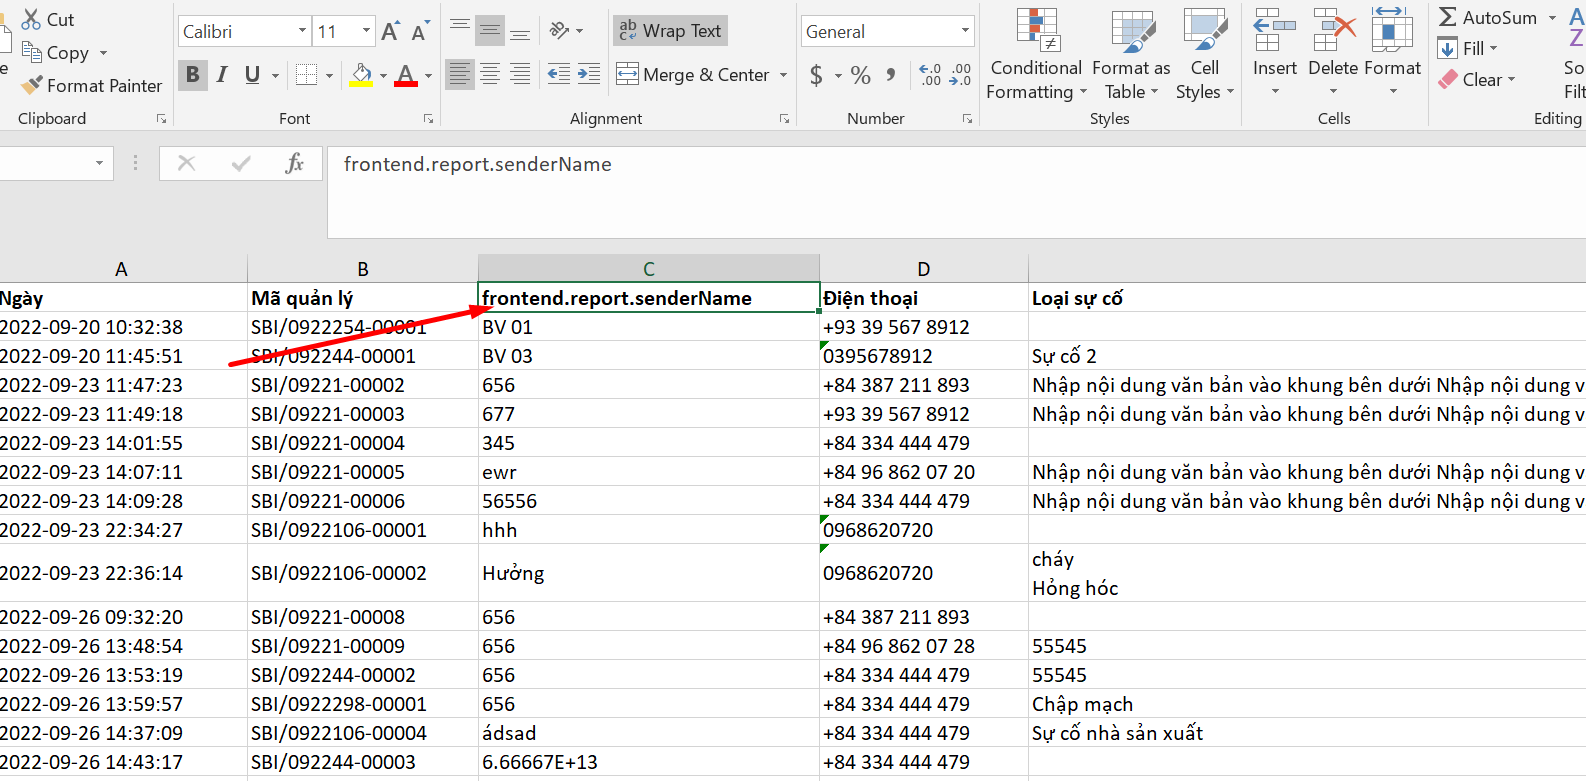 Cut
Copy
Format Painter
Clipboard
Calibri 11 A A
B I U A
Font
ab
c Wrap Text
Merge & Center
Alignment
General
$ % , .0 .00 .00 .0
Number
Conditional Formatting
Format as Table
Cell Styles
Styles
Insert Delete Format
Cells
Σ AutoSum
Fill
Clear
A
Z
So
Filt
Editing
e
fx frontend.report.senderName
A B C D
Ngày Mã quản lý frontend.report.senderName Điện thoại Loại sự cố
2022-09-20 10:32:38 SBI/0922254-00001 BV 01 +93 39 567 8912
2022-09-20 11:45:51 SBI/092244-00001 BV 03 0395678912 Sự cố 2
2022-09-23 11:47:23 SBI/09221-00002 656 +84 387 211 893 Nhập nội dung văn bản vào khung bên dưới Nhập nội dung v
2022-09-23 11:49:18 SBI/09221-00003 677 +93 39 567 8912 Nhập nội dung văn bản vào khung bên dưới Nhập nội dung v
2022-09-23 14:01:55 SBI/09221-00004 345 +84 334 444 479
2022-09-23 14:07:11 SBI/09221-00005 ewr +84 96 862 07 20 Nhập nội dung văn bản vào khung bên dưới Nhập nội dung v
2022-09-23 14:09:28 SBI/09221-00006 56556 +84 334 444 479 Nhập nội dung văn bản vào khung bên dưới Nhập nội dung v
2022-09-23 22:34:27 SBI/0922106-00001 hhh 0968620720
2022-09-23 22:36:14 SBI/0922106-00002 Hưởng 0968620720 cháy
Hỏng hóc
2022-09-26 09:32:20 SBI/09221-00008 656 +84 387 211 893
2022-09-26 13:48:54 SBI/09221-00009 656 +84 96 862 07 28 55545
2022-09-26 13:53:19 SBI/092244-00002 656 +84 334 444 479 55545
2022-09-26 13:59:57 SBI/0922298-00001 656 +84 334 444 479 Chập mạch
2022-09-26 14:37:09 SBI/0922106-00004 ádsad +84 334 444 479 Sự cố nhà sản xuất
2022-09-26 14:43:17 SBI/092244-00003 6.66667E+13 +84 334 444 479